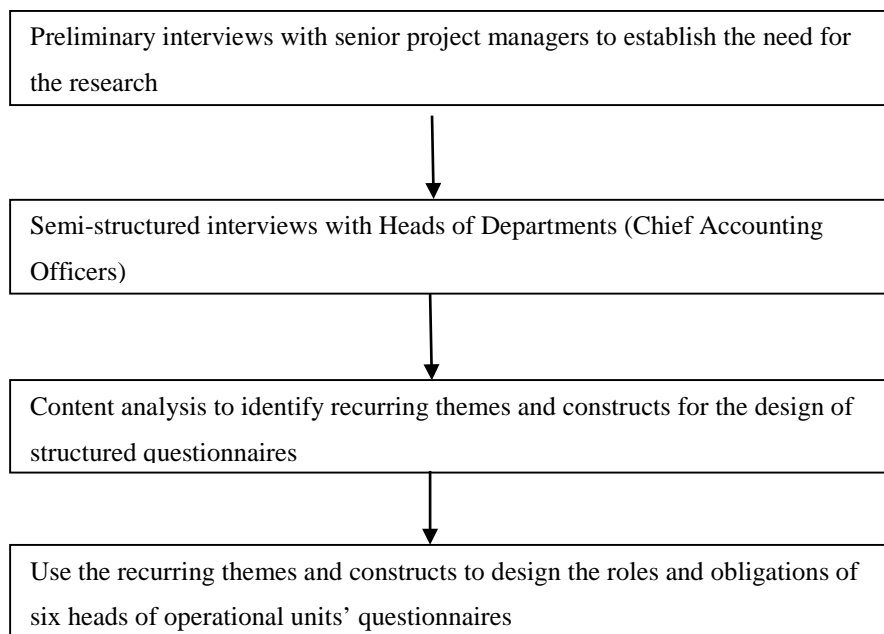 Preliminary interviews with senior project managers to establish the need for
the research
Semi-structured interviews with Heads of Departments (Chief Accounting
Officers)
Content analysis to identify recurring themes and constructs for the design of
structured questionnaires
Use the recurring themes and constructs to design the roles and obligations of
six heads of operational units’ questionnaires